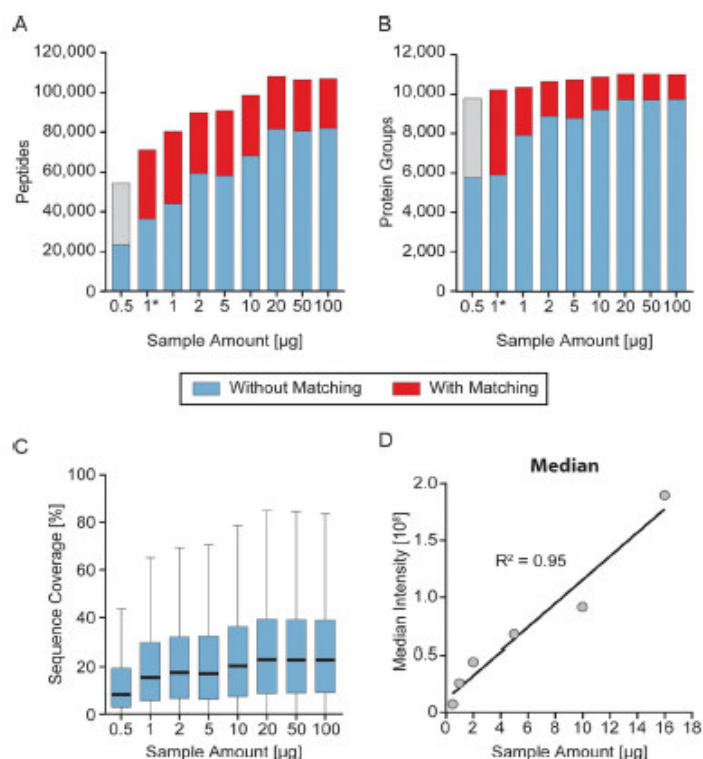 A
B
120,000
100,000
80,000
60,000
40,000
20,000
0
Peptides
0.5 1* 1 2 5 10 20 50 100
Sample Amount [µg]
12,000
10,000
8,000
6,000
4,000
2,000
0
Protein Groups
0.5 1* 1 2 5 10 20 50 100
Sample Amount [µg]
Without Matching With Matching
C
100
80
60
40
20
0
Sequence Coverage [%]
0.5 1 2 5 10 20 50 100
Sample Amount [µg]
D
Median
2.0
1.5
1.0
0.5
0
Median Intensity [10⁸]
R² = 0.95
0 2 4 6 8 10 12 14 16 18
Sample Amount [µg]